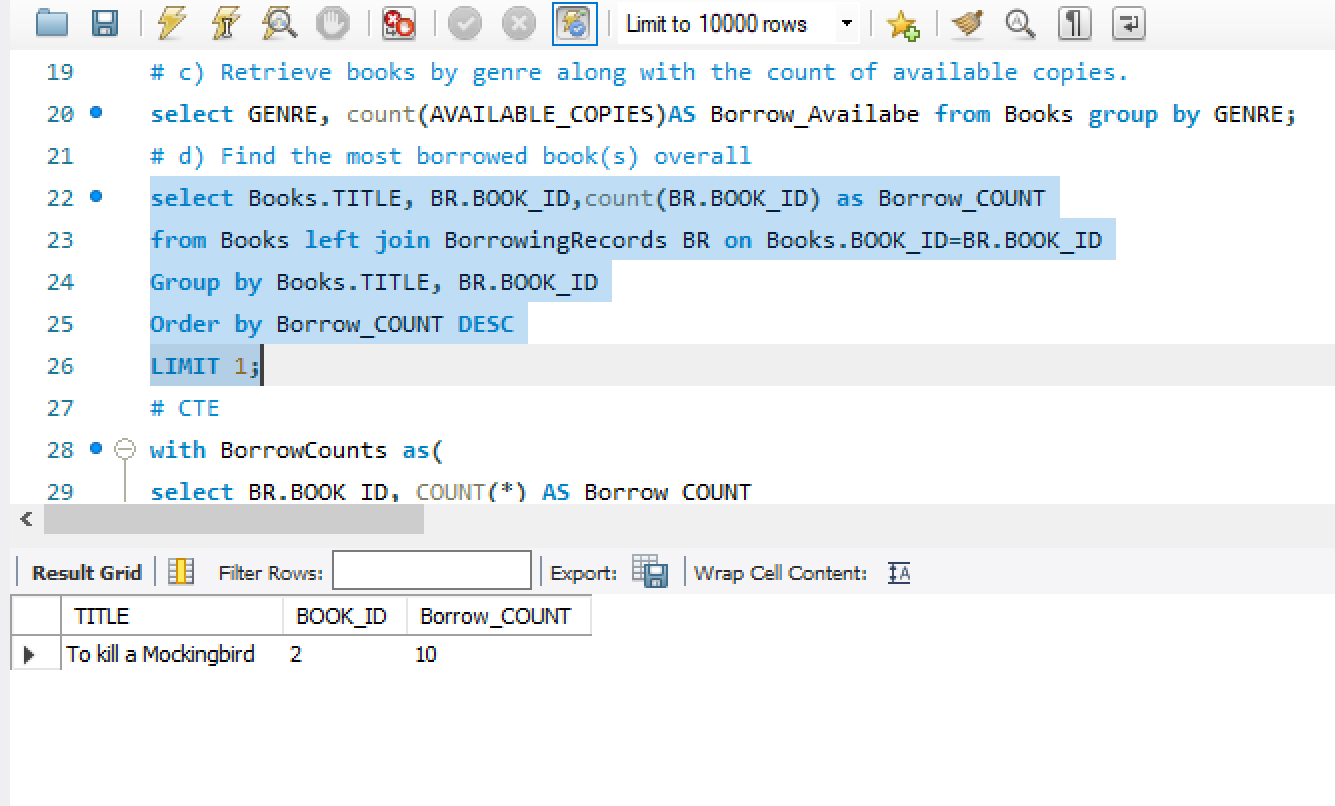 Limit to 10000 rows
19 # c) Retrieve books by genre along with the count of available copies.
20 select GENRE, count(AVAILABLE_COPIES)AS Borrow_Availabe from Books group by GENRE;
21 # d) Find the most borrowed book(s) overall
22 select Books.TITLE, BR.BOOK_ID,count(BR.BOOK_ID) as Borrow_COUNT
23 from Books left join BorrowingRecords BR on Books.BOOK_ID=BR.BOOK_ID
24 Group by Books.TITLE, BR.BOOK_ID
25 Order by Borrow_COUNT DESC
26 LIMIT 1;
27 # CTE
28 with BorrowCounts as(
29 select BR.BOOK_ID, COUNT(*) AS Borrow_COUNT
Result Grid Filter Rows: Export: Wrap Cell Content: IA
TITLE BOOK_ID Borrow_COUNT
To kill a Mockingbird 2 10